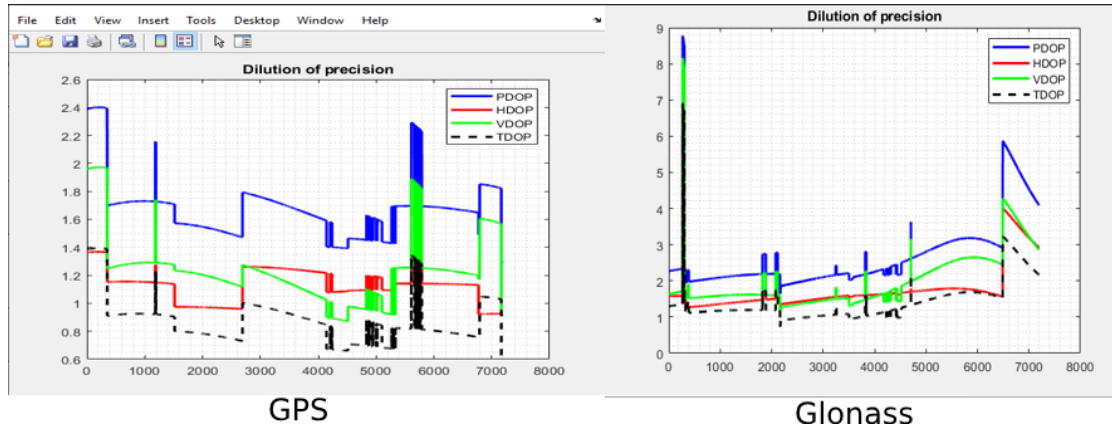 File Edit View Insert Tools Desktop Window Help
Dilution of precision
2.6
2.4
2.2
2
1.8
1.6
1.4
1.2
1
0.8
0.6
0 1000 2000 3000 4000 5000 6000 7000 8000
PDOP
HDOP
VDOP
TDOP
GPS
Dilution of precision
9
8
7
6
5
4
3
2
1
0
0 1000 2000 3000 4000 5000 6000 7000 8000
PDOP
HDOP
VDOP
TDOP
Glonass